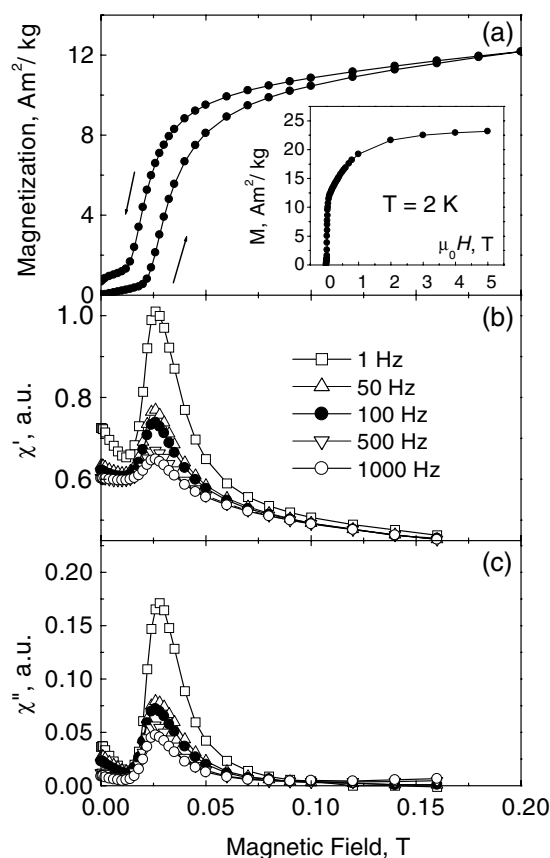 (a)
Magnetization, Am²/ kg
12
8
4
0
M, Am²/ kg
25
20
15
10
5
0
T = 2 K
μ₀H, T
0 1 2 3 4 5
(b)
χ', a.u.
1.0
0.8
0.6
1 Hz
50 Hz
100 Hz
500 Hz
1000 Hz
(c)
χ", a.u.
0.20
0.15
0.10
0.05
0.00
0.00 0.05 0.10 0.15 0.20
Magnetic Field, T